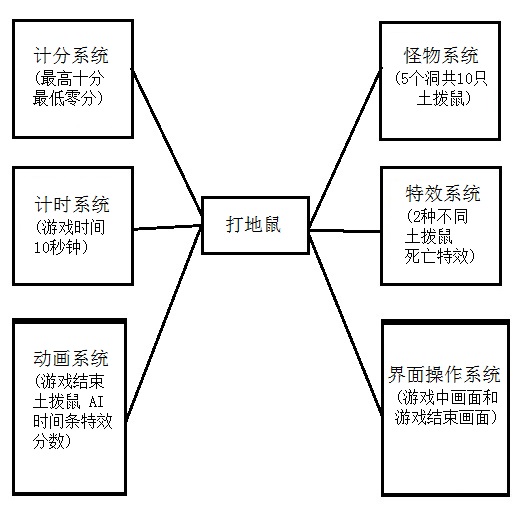 计分系统
(最高十分
最低零分)
怪物系统
(5个洞共10只
土拨鼠)
计时系统
(游戏时间
10秒钟)
打地鼠
特效系统
(2种不同
土拨鼠
死亡特效)
动画系统
(游戏结束
土拨鼠 AI
时间条特效
分数)
界面操作系统
(游戏中画面和
游戏结束画面)